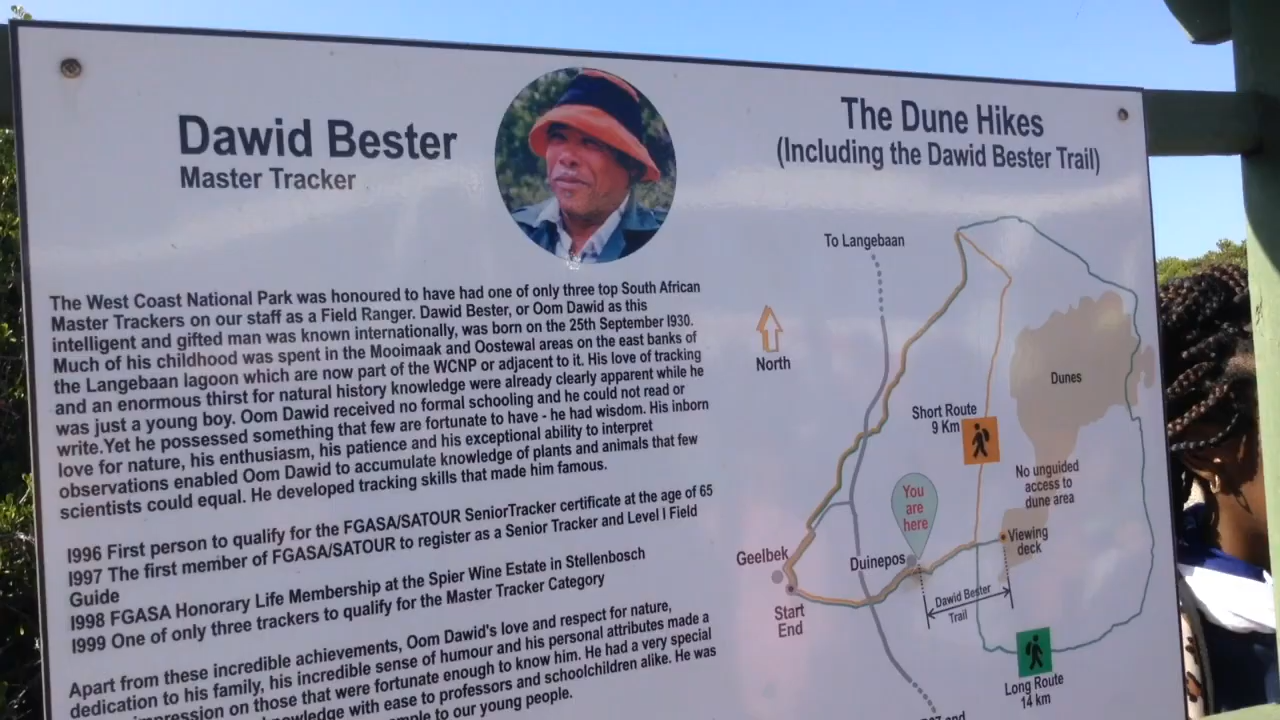 Dawid Bester
Master Tracker
The West Coast National Park was honoured to have had one of only three top South African
Master Trackers on our staff as a Field Ranger. Dawid Bester, or Oom Dawid as this
intelligent and gifted man was known internationally, was born on the 25th September I930.
Much of his childhood was spent in the Mooimaak and Oostewal areas on the east banks of
the Langebaan lagoon which are now part of the WCNP or adjacent to it. His love of tracking
and an enormous thirst for natural history knowledge were already clearly apparent while he
was just a young boy. Oom Dawid received no formal schooling and he could not read or
write.Yet he possessed something that few are fortunate to have - he had wisdom. His inborn
love for nature, his enthusiasm, his patience and his exceptional ability to interpret
observations enabled Oom Dawid to accumulate knowledge of plants and animals that few
scientists could equal. He developed tracking skills that made him famous.
I996 First person to qualify for the FGASA/SATOUR SeniorTracker certificate at the age of 65
I997 The first member of FGASA/SATOUR to register as a Senior Tracker and Level I Field
Guide
I998 FGASA Honorary Life Membership at the Spier Wine Estate in Stellenbosch
I999 One of only three trackers to qualify for the Master Tracker Category
Apart from these incredible achievements, Oom Dawid's love and respect for nature,
dedication to his family, his incredible sense of humour and his personal attributes made a
impression on those that were fortunate enough to know him. He had a very special
knowledge with ease to professors and schoolchildren alike. He was
to our young people.
The Dune Hikes
(Including the Dawid Bester Trail)
To Langebaan
North
Dunes
Short Route
9 Km
No unguided
access to
dune area
You
are
here
Viewing
deck
Geelbek
Duinepos
Start
End
Dawid Bester
Trail
Long Route
14 km
and